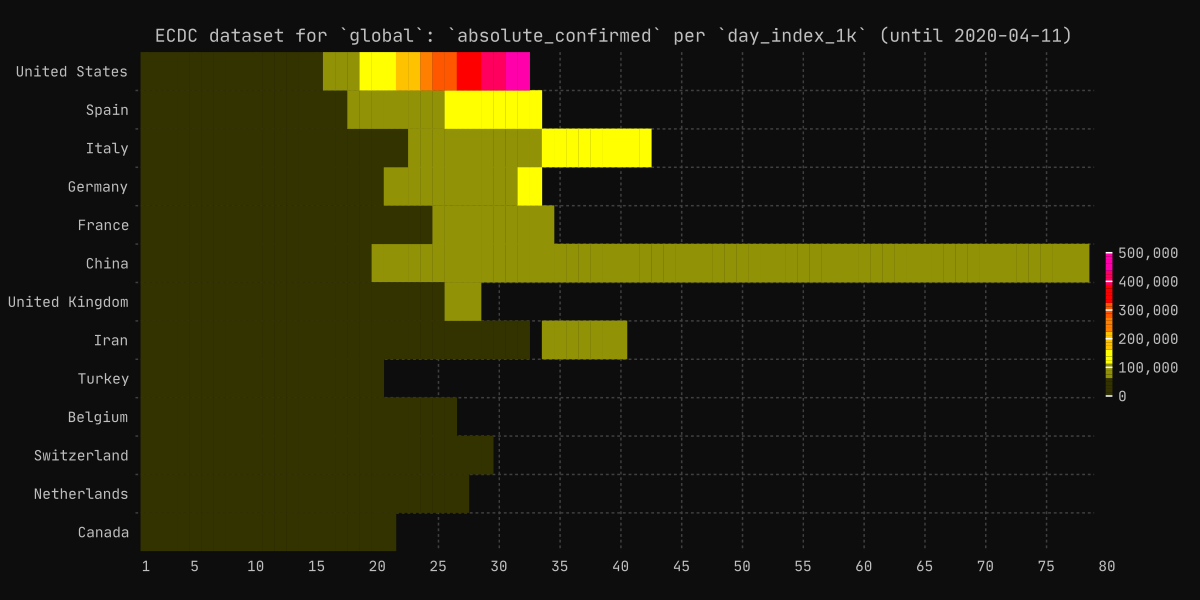 ECDC dataset for `global`: `absolute_confirmed` per `day_index_1k` (until 2020-04-11)
United States
Spain
Italy
Germany
France
China
United Kingdom
Iran
Turkey
Belgium
Switzerland
Netherlands
Canada
500,000
400,000
300,000
200,000
100,000
0
1 5 10 15 20 25 30 35 40 45 50 55 60 65 70 75 80